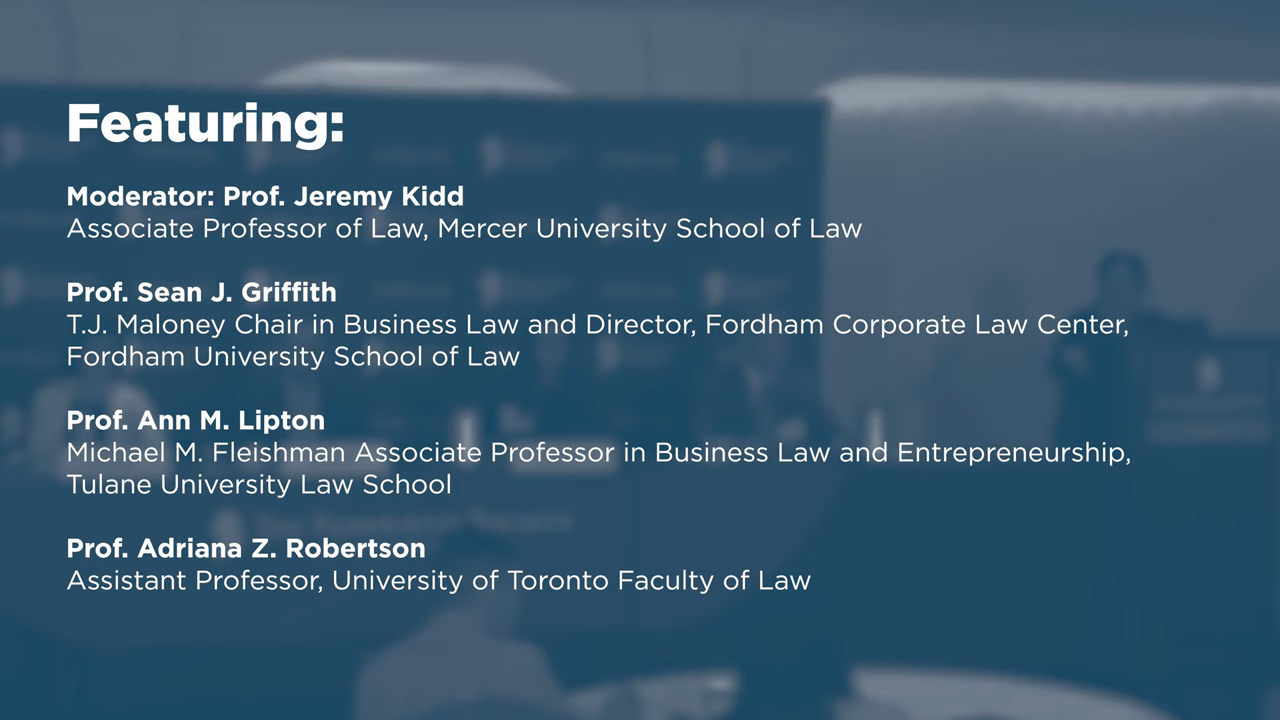 Featuring:
Moderator: Prof. Jeremy Kidd
Associate Professor of Law, Mercer University School of Law
Prof. Sean J. Griffith
T.J. Maloney Chair in Business Law and Director, Fordham Corporate Law Center,
Fordham University School of Law
Prof. Ann M. Lipton
Michael M. Fleishman Associate Professor in Business Law and Entrepreneurship,
Tulane University Law School
Prof. Adriana Z. Robertson
Assistant Professor, University of Toronto Faculty of Law